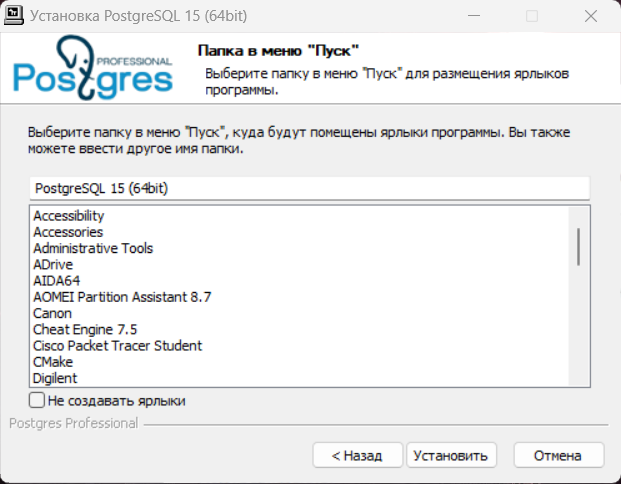 Установка PostgreSQL 15 (64bit)
PROFESSIONAL
Postgres
Папка в меню "Пуск"
Выберите папку в меню "Пуск" для размещения ярлыков
программы.
Выберите папку в меню "Пуск", куда будут помещены ярлыки программы. Вы также
можете ввести другое имя папки.
PostgreSQL 15 (64bit)
Accessibility
Accessories
Administrative Tools
ADrive
AIDA64
AOMEI Partition Assistant 8.7
Canon
Cheat Engine 7.5
Cisco Packet Tracer Student
CMake
Digilent
Не создавать ярлыки
Postgres Professional
< Назад
Установить
Отмена